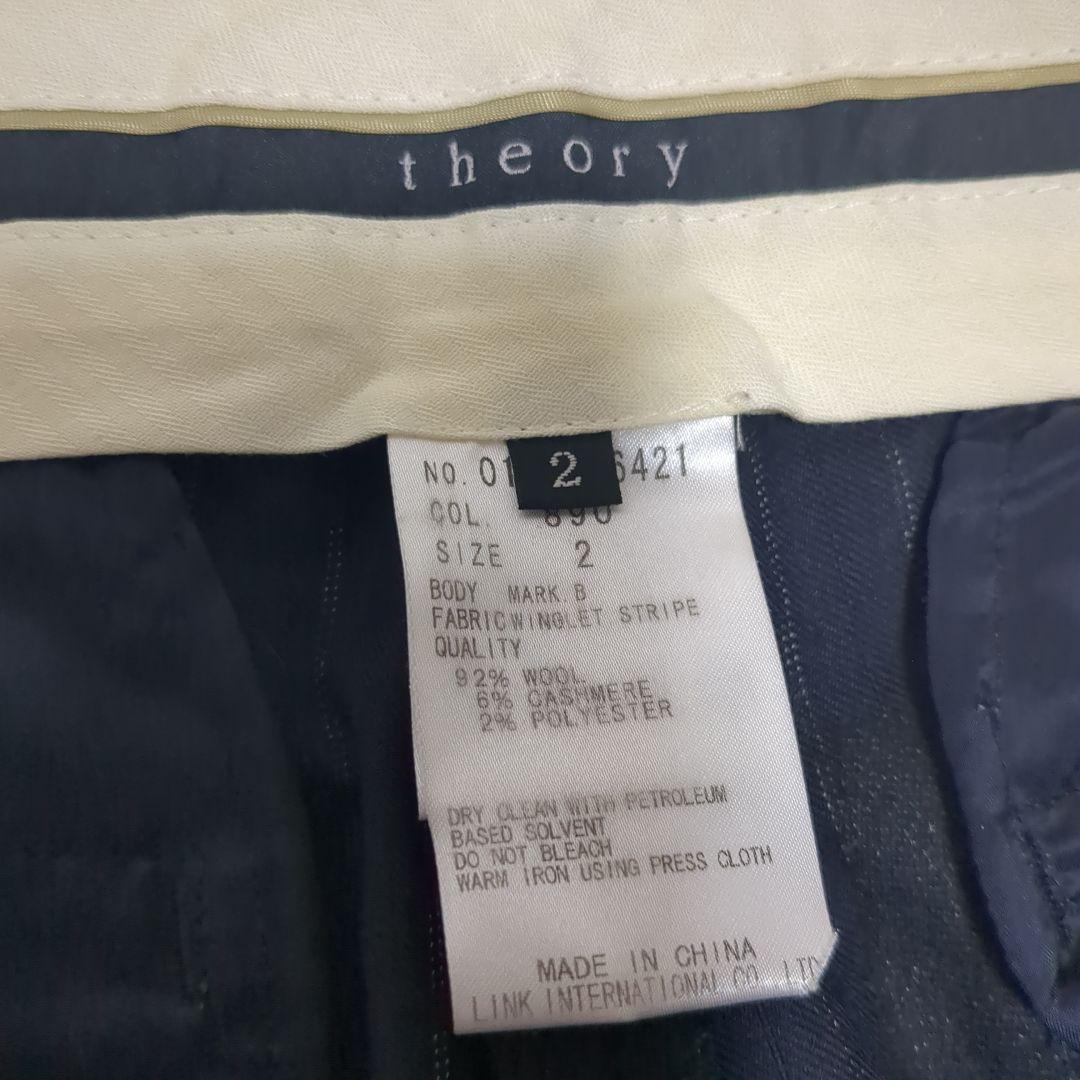 theory
2
NO. 01 6421
COL. 890
SIZE 2
BODY MARK B
FABRIC WINGLET STRIPE
QUALITY
92% WOOL
6% CASHMERE
2% POLYESTER
DRY CLEAN WITH PETROLEUM
BASED SOLVENT
DO NOT BLEACH
WARM IRON USING PRESS CLOTH
MADE IN CHINA
LINK INTERNATIONAL CO. LTD